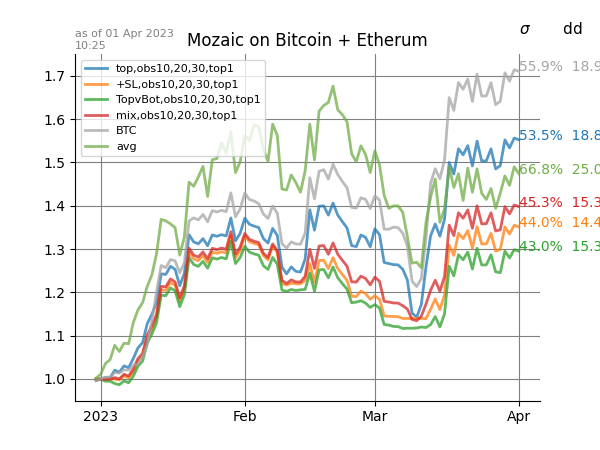 as of 01 Apr 2023
10:25
Mozaic on Bitcoin + Etherum
σ dd
top,obs10,20,30,top1
+SL,obs10,20,30,top1
TopvBot,obs10,20,30,top1
mix,obs10,20,30,top1
BTC
avg
1.7
1.6
1.5
1.4
1.3
1.2
1.1
1.0
55.9% 18.9
53.5% 18.8
66.8% 25.0
45.3% 15.3
44.0% 14.4
43.0% 15.3
2023 Feb Mar Apr